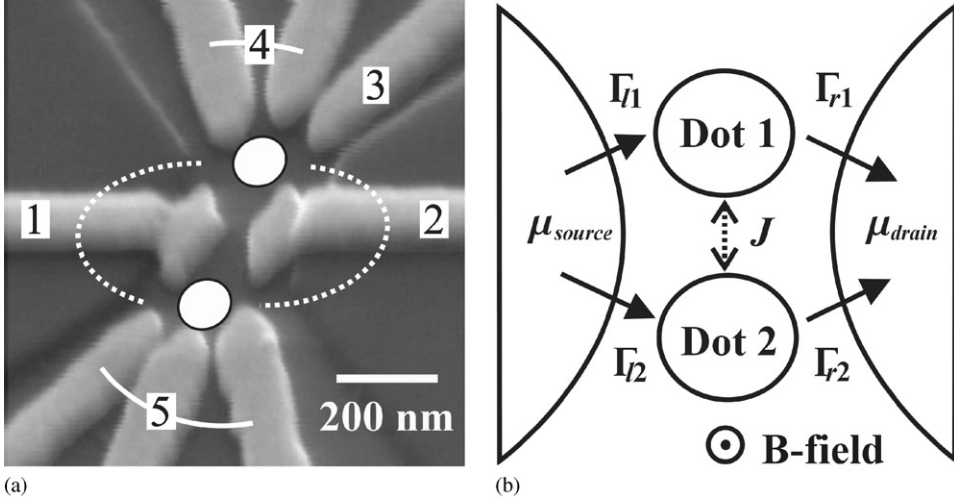 4
3
1
2
5
200 nm
(a)
Γl1
Γr1
Dot 1
μsource
J
μdrain
Dot 2
Γl2
Γr2
B-field
(b)